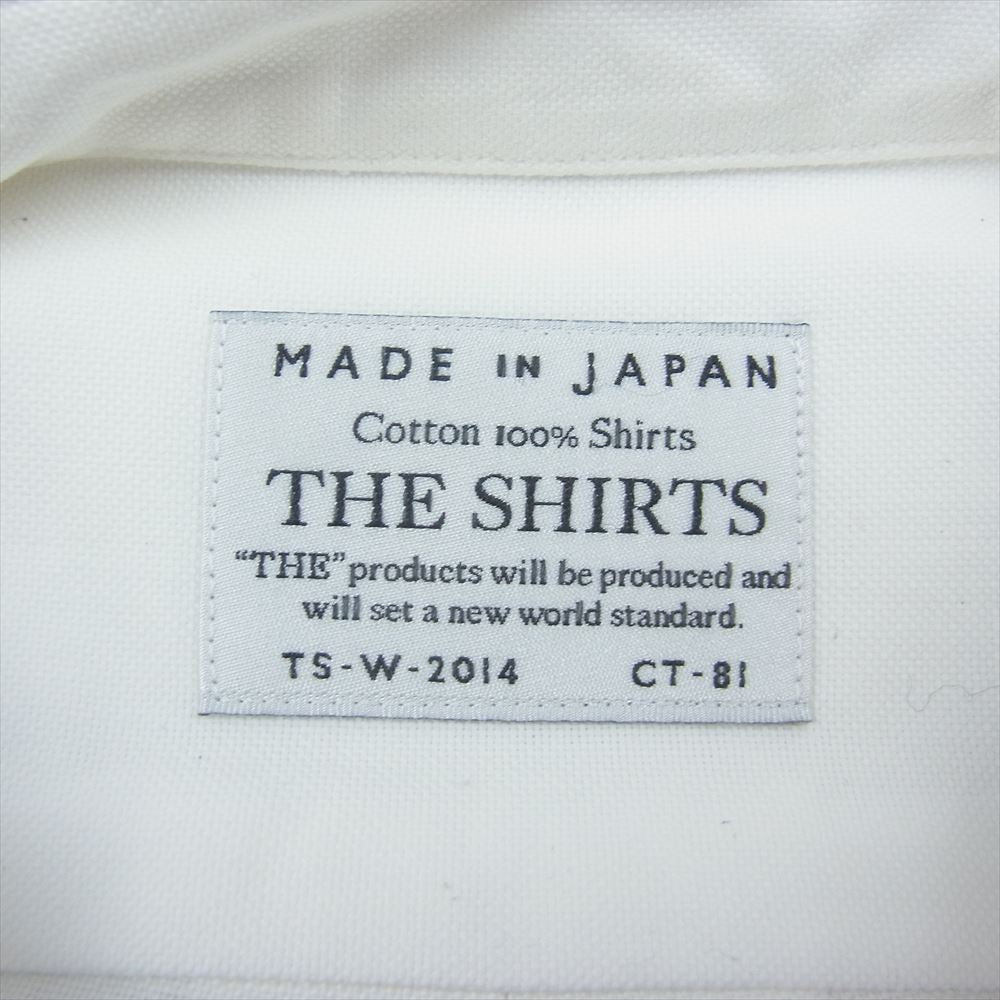 MADE IN JAPAN
Cotton 100% Shirts
THE SHIRTS
“THE” products will be produced and
will set a new world standard.
TS-W-2014 CT-81